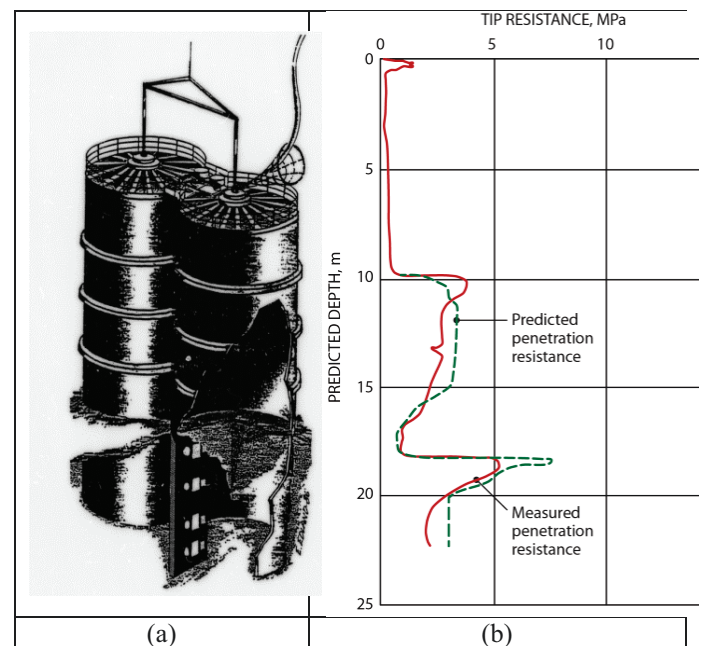 TIP RESISTANCE, MPa
0 5 10
0
5
10
15
20
25
PREDICTED DEPTH, m
Predicted
penetration
resistance
Measured
penetration
resistance
(a) (b)